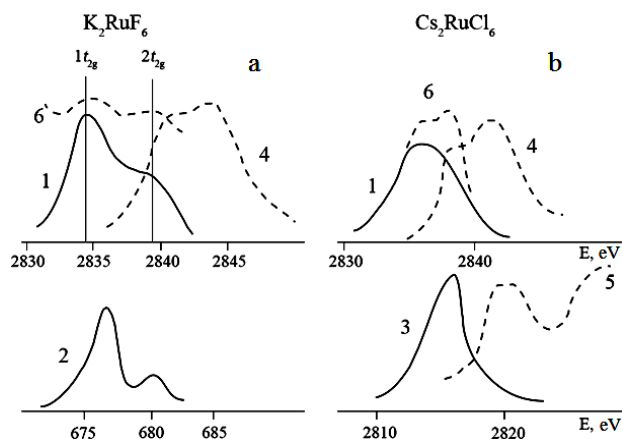 K₂RuF₆
Cs₂RuCl₆
1t₂g
2t₂g
a
b
6
1
4
6
1
4
2830
2835
2840
2845
2830
2840
E, eV
2
3
5
675
680
685
2810
2820
E, eV